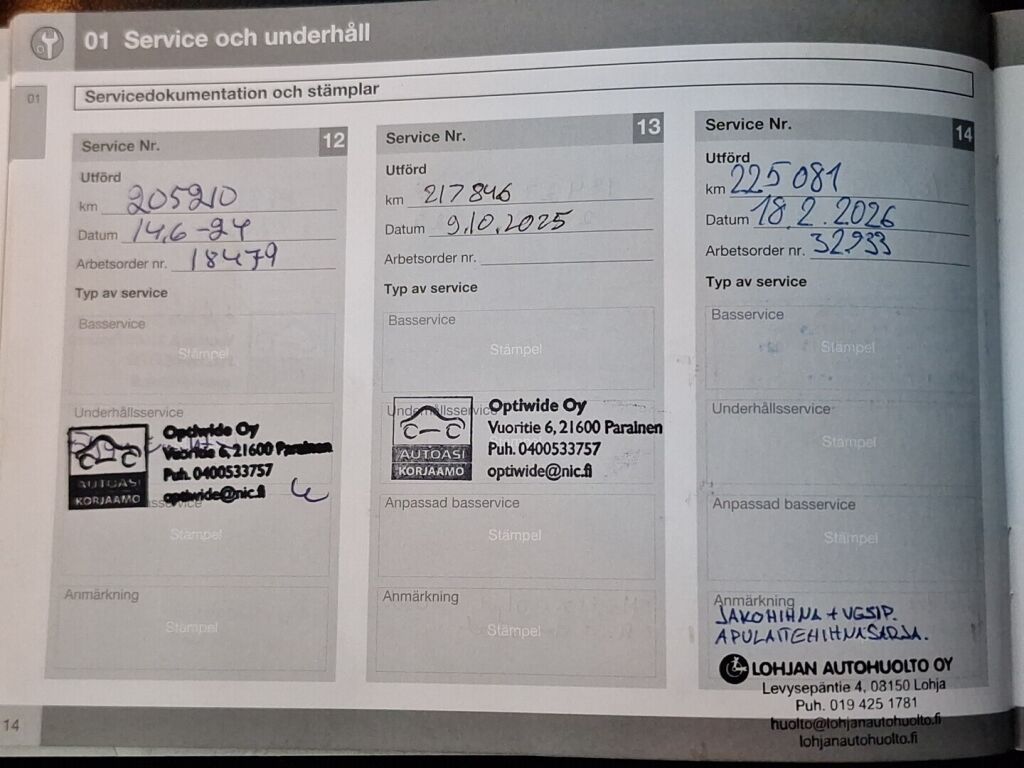 01 Service och underhåll
01
Servicedokumentation och stämplar
Service Nr. 12
Utförd
km 205210
Datum 14.6-24
Arbetsorder nr. 18479
Typ av service
Basservice
Stämpel
Underhållsservice
AUTOASI
KORJAAMO
Optiwide Oy
Vuoritie 6, 21600 Parainen
Puh. 0400533757
optiwide@nic.fi
basservice
Stämpel
Anmärkning
Stämpel
Service Nr. 13
Utförd
km 217846
Datum 9.10.2025
Arbetsorder nr.
Typ av service
Basservice
Stämpel
Underhållsservice
AUTOASI
KORJAAMO
Optiwide Oy
Vuoritie 6, 21600 Parainen
Puh. 0400533757
optiwide@nic.fi
Anpassad basservice
Stämpel
Anmärkning
Stämpel
Service Nr. 14
Utförd
km 225081
Datum 18.2.2026
Arbetsorder nr. 32933
Typ av service
Basservice
Stämpel
Underhållsservice
Stämpel
Anpassad basservice
Stämpel
Anmärkning
JAKOHIHNA + VESIP.
APULAITEHIHNASARJA.
LOHJAN AUTOHUOLTO OY
Levysepäntie 4, 08150 Lohja
Puh. 019 425 1781
huolto@lohjanautohuolto.fi
lohjanautohuolto.fi
14